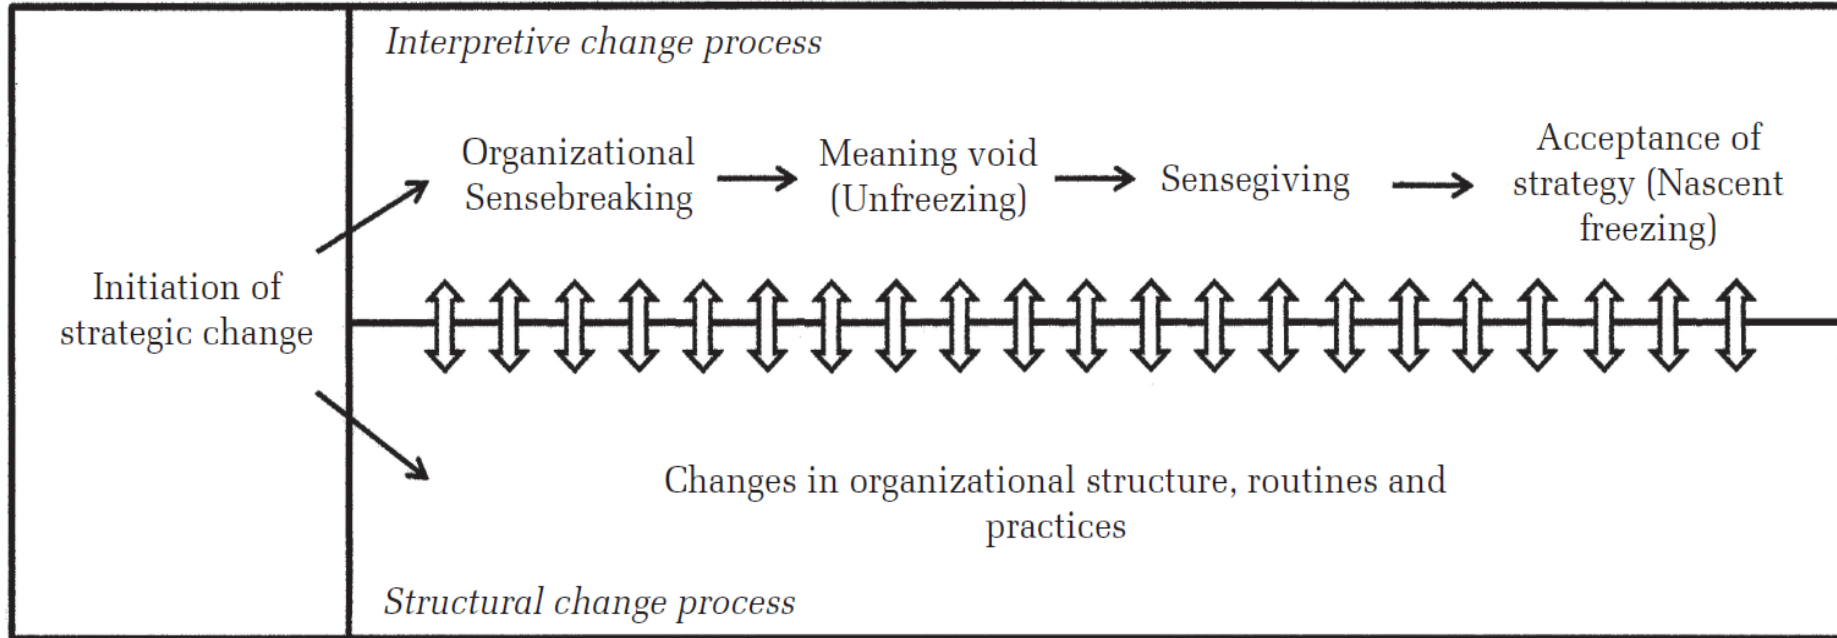 Interpretive change process
Organizational
Sensebreaking
Meaning void
(Unfreezing)
Sensegiving
Acceptance of
strategy (Nascent
freezing)
Initiation of
strategic change
Changes in organizational structure, routines and
practices
Structural change process